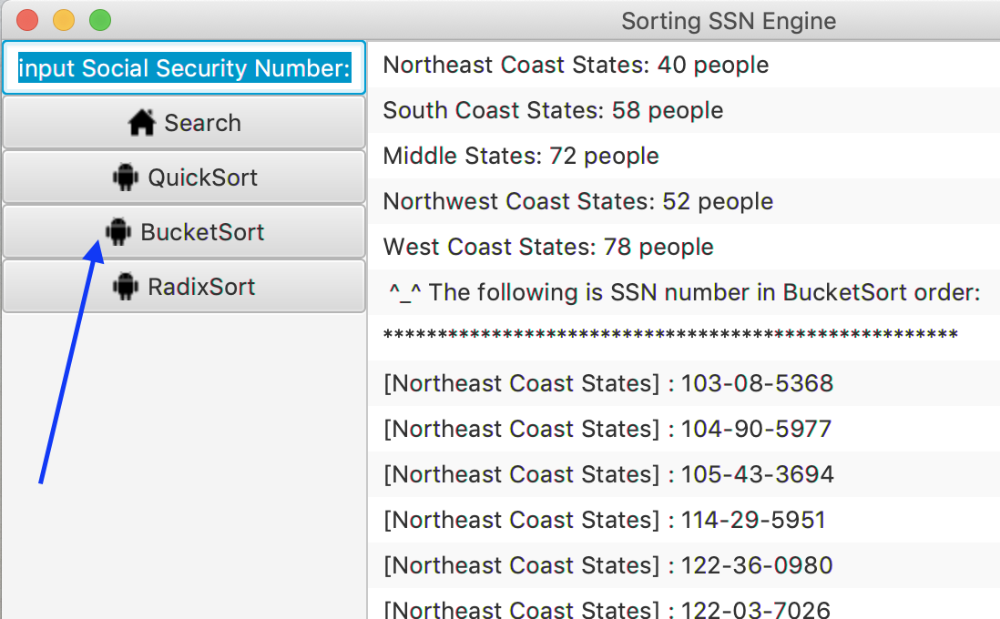 Sorting SSN Engine
input Social Security Number:
Search
QuickSort
BucketSort
RadixSort
Northeast Coast States: 40 people
South Coast States: 58 people
Middle States: 72 people
Northwest Coast States: 52 people
West Coast States: 78 people
^_^ The following is SSN number in BucketSort order:
*****************************************************
[Northeast Coast States] : 103-08-5368
[Northeast Coast States] : 104-90-5977
[Northeast Coast States] : 105-43-3694
[Northeast Coast States] : 114-29-5951
[Northeast Coast States] : 122-36-0980
[Northeast Coast States] : 122-03-7026